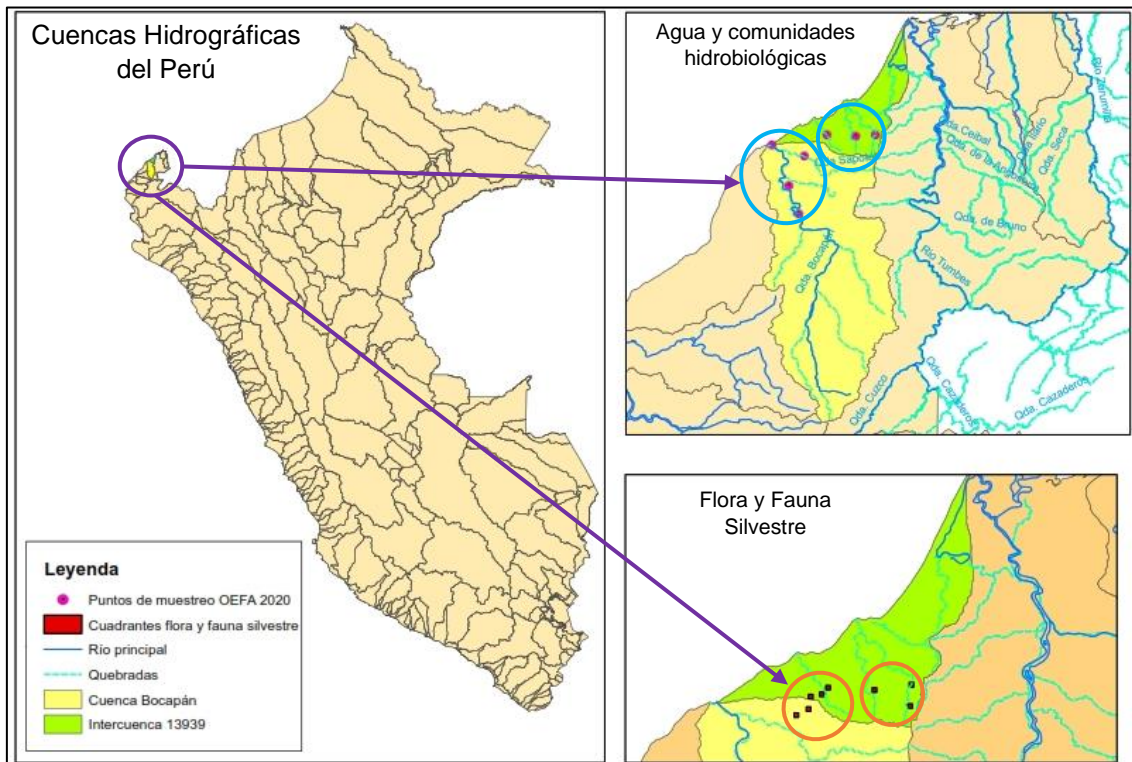 Cuencas Hidrográficas
del Perú
Leyenda
Puntos de muestreo OEFA 2020
Cuadrantes flora y fauna silvestre
Río principal
Quebradas
Cuenca Bocapán
Intercuenca 13939
Agua y comunidades
hidrobiológicas
Río Zarumilla
Qda. Ceibal
Qda. Seca
Qda. de la Angostura
Qda. de Bruno
Qda. Bocapán
Río Tumbes
Qda. Cazaderos
Qda. Cazaderos
Qda. Cuzco
Flora y Fauna
Silvestre